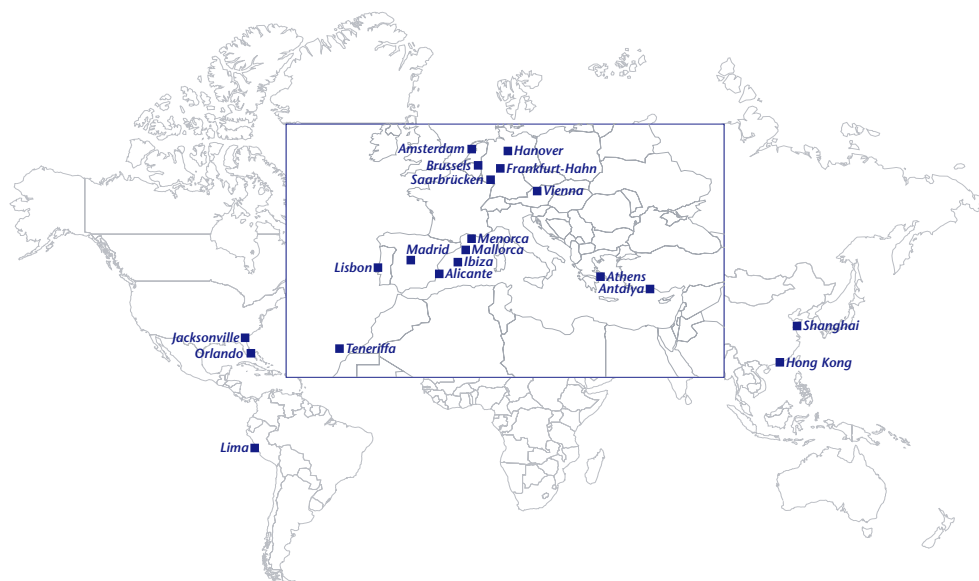 Amsterdam
Hanover
Brussels
Frankfurt-Hahn
Saarbrücken
Vienna
Menorca
Madrid
Mallorca
Ibiza
Lisbon
Alicante
Athens
Antalya
Shanghai
Jacksonville
Teneriffa
Orlando
Hong Kong
Lima